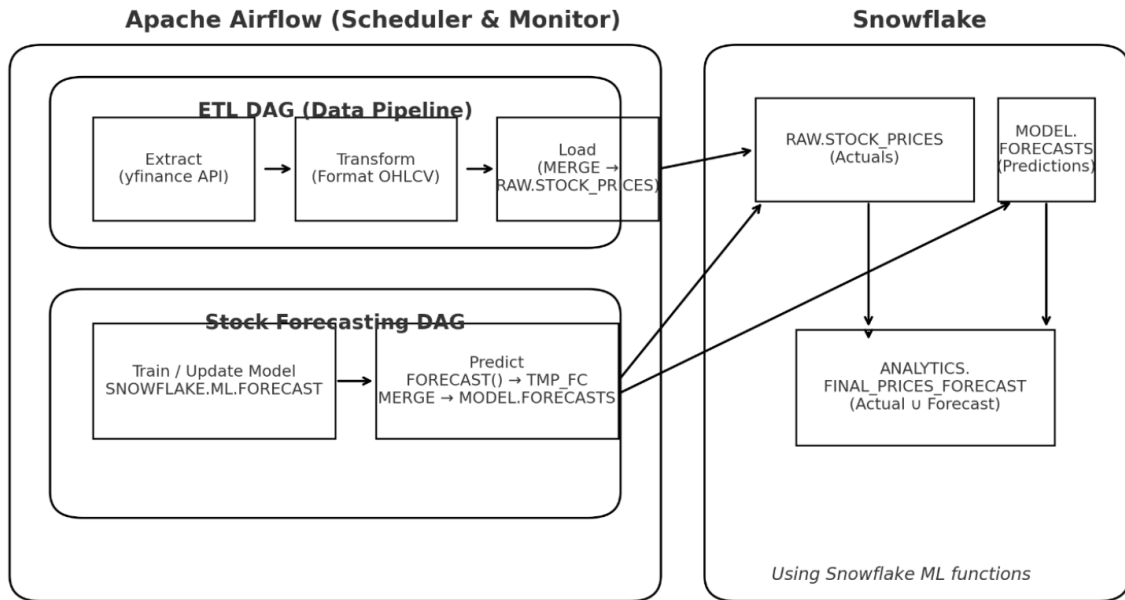 Apache Airflow (Scheduler & Monitor)
Snowflake
ETL DAG (Data Pipeline)
Extract
(yfinance API)
Transform
(Format OHLCV)
Load
(MERGE →
RAW.STOCK_PRICES)
RAW.STOCK_PRICES
(Actuals)
MODEL.
FORECASTS
(Predictions)
Stock Forecasting DAG
Train / Update Model
SNOWFLAKE.ML.FORECAST
Predict
FORECAST() → TMP_FC
MERGE → MODEL.FORECASTS
ANALYTICS.
FINAL_PRICES_FORECAST
(Actual ∪ Forecast)
Using Snowflake ML functions